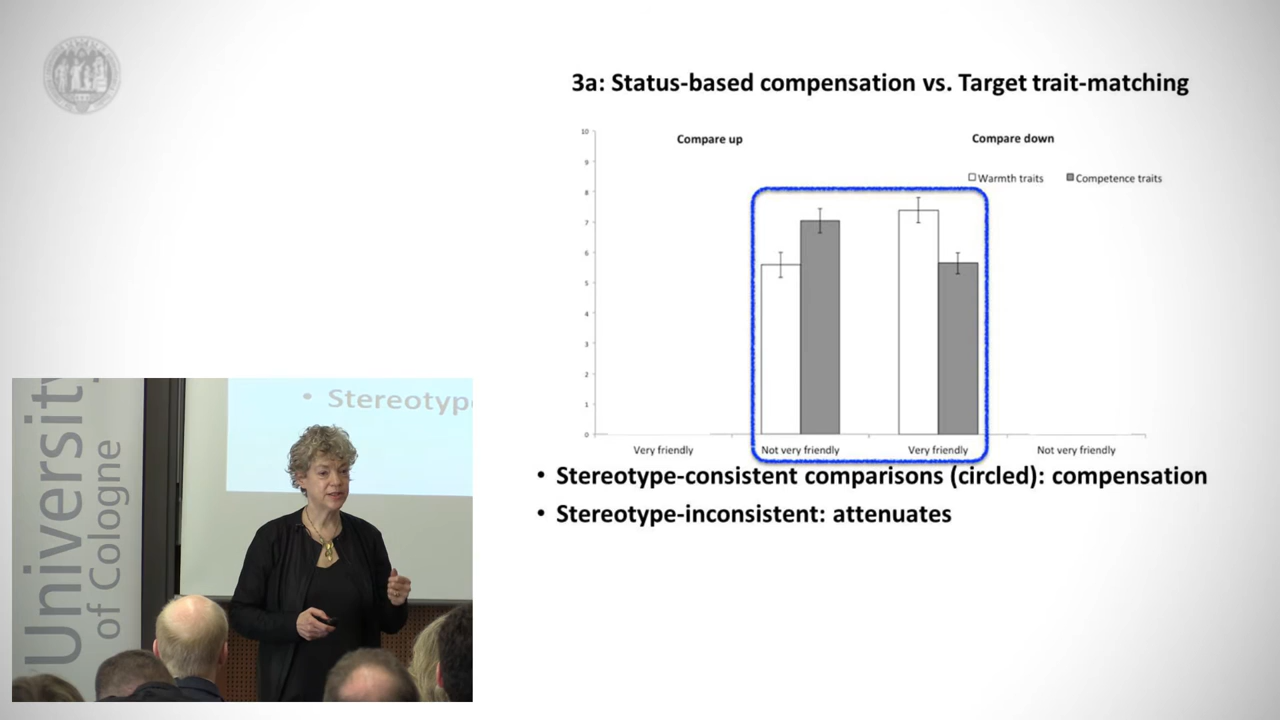 3a: Status-based compensation vs. Target trait-matching
Compare up
Compare down
Warmth traits
Competence traits
10
9
8
7
6
5
4
3
2
1
0
Very friendly
Not very friendly
Very friendly
Not very friendly
• Stereotype-consistent comparisons (circled): compensation
• Stereotype-inconsistent: attenuates
University
of Cologne
• Stereotyp